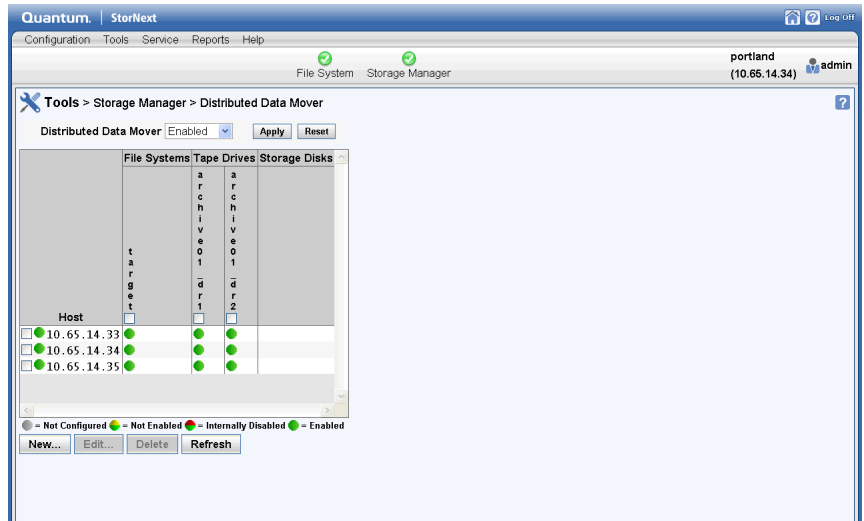 Quantum. StorNext Log Off
Configuration Tools Service Reports Help
File System Storage Manager
portland
(10.65.14.34)
admin
Tools > Storage Manager > Distributed Data Mover
Distributed Data Mover Enabled Apply Reset
File Systems Tape Drives Storage Disks
target
archive01_dr1
archive01_dr2
Host
10.65.14.33
10.65.14.34
10.65.14.35
= Not Configured = Not Enabled = Internally Disabled = Enabled
New... Edit... Delete Refresh